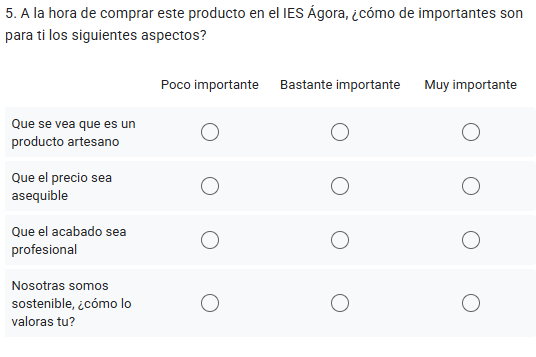 5. A la hora de comprar este producto en el IES Ágora, ¿cómo de importantes son
para ti los siguientes aspectos?
Poco importante Bastante importante Muy importante
Que se vea que es un
producto artesano
Que el precio sea
asequible
Que el acabado sea
profesional
Nosotras somos
sostenible, ¿cómo lo
valoras tu?